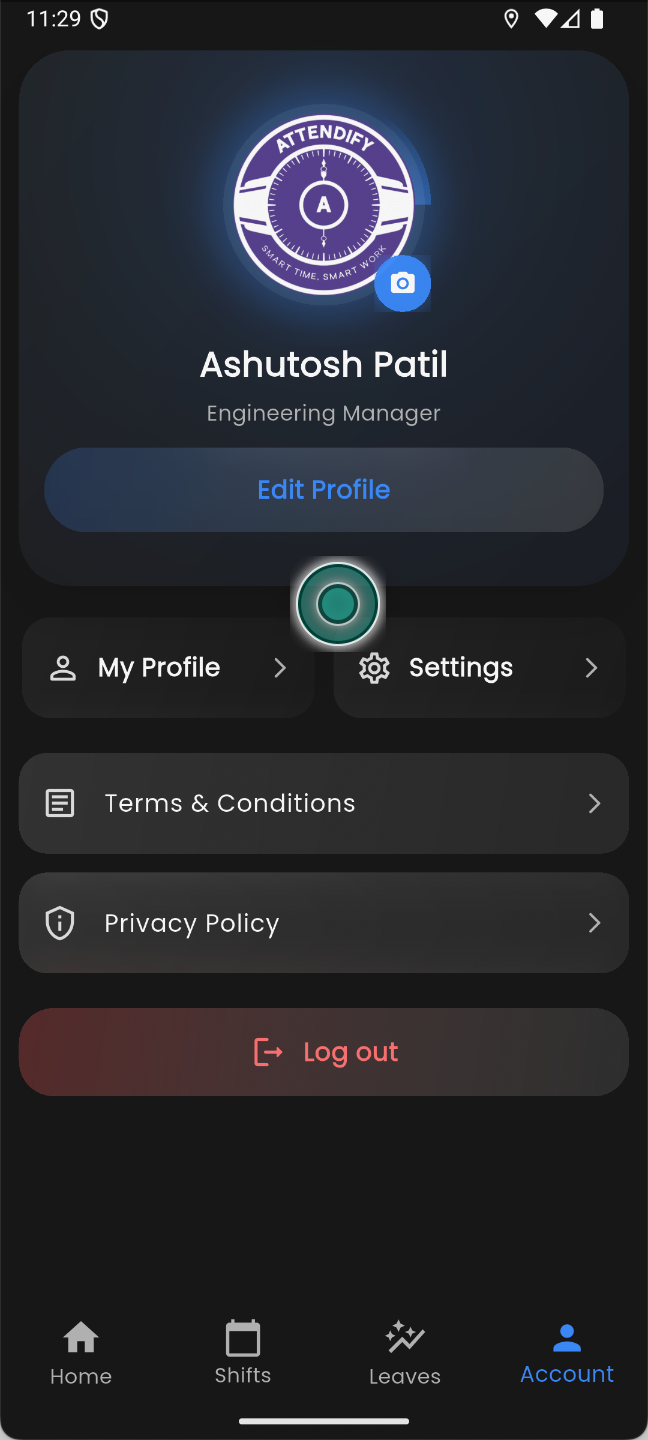 11:29
ATTENDIFY
A
SMART TIME. SMART WORK
Ashutosh Patil
Engineering Manager
Edit Profile
My Profile
Settings
Terms & Conditions
Privacy Policy
Log out
Home
Shifts
Leaves
Account